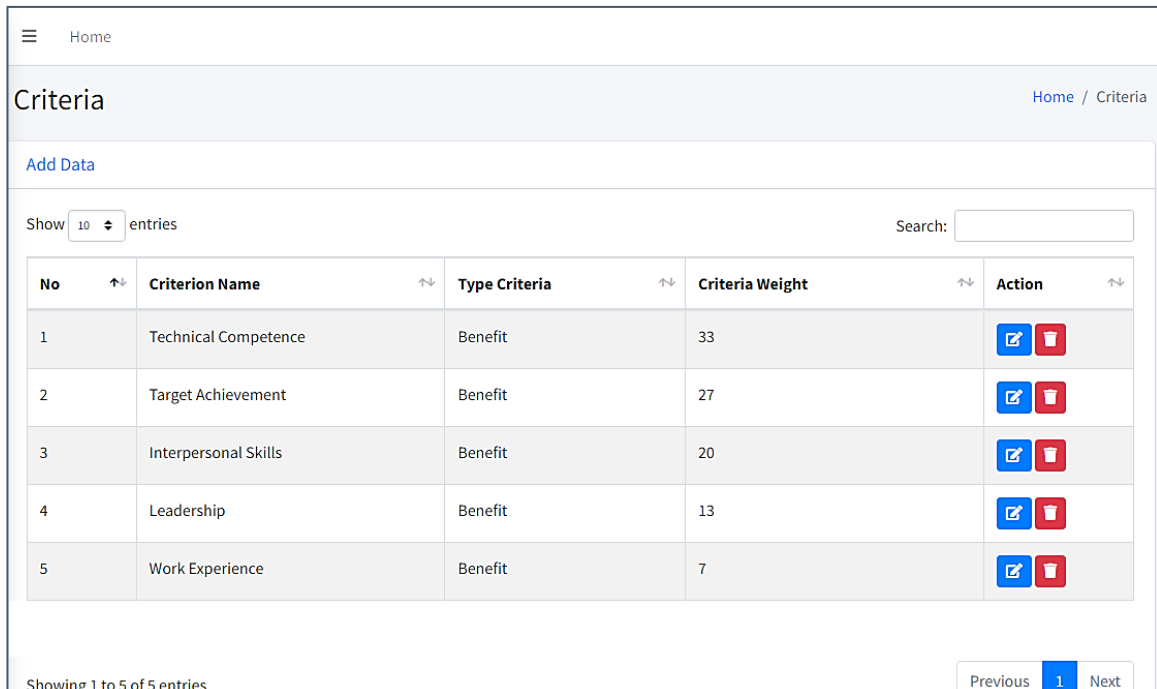 Home
Criteria
Home / Criteria
Add Data
Show 10 entries
Search:
No Criterion Name Type Criteria Criteria Weight Action
1 Technical Competence Benefit 33
2 Target Achievement Benefit 27
3 Interpersonal Skills Benefit 20
4 Leadership Benefit 13
5 Work Experience Benefit 7
Showing 1 to 5 of 5 entries
Previous 1 Next